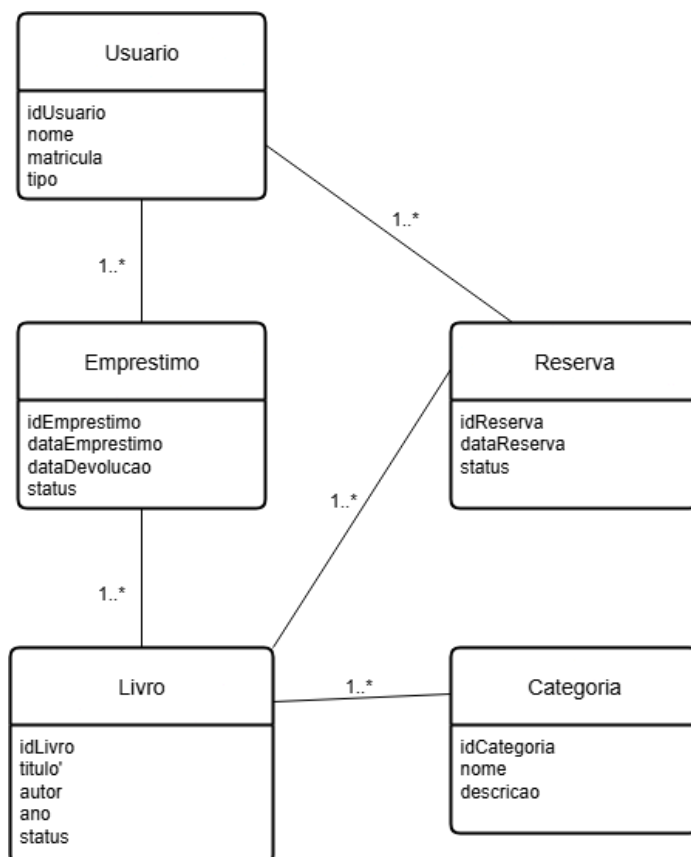 Usuario
idUsuario
nome
matricula
tipo
1..*
1..*
Emprestimo
idEmprestimo
dataEmprestimo
dataDevolucao
status
Reserva
idReserva
dataReserva
status
1..*
1..*
Livro
idLivro
titulo'
autor
ano
status
1..*
Categoria
idCategoria
nome
descricao